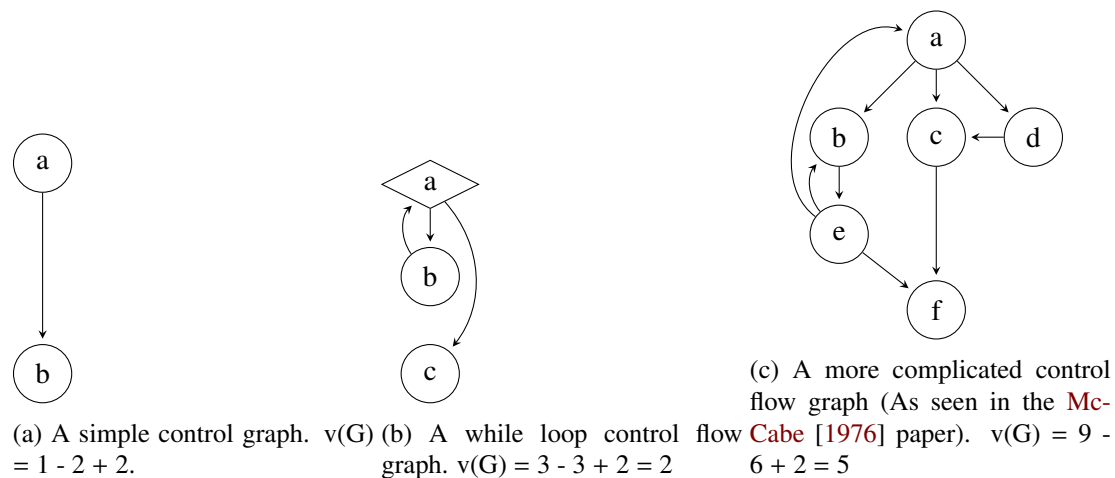 a
b
(a) A simple control graph. v(G)
= 1 - 2 + 2.
a
b
c
(b) A while loop control flow
graph. v(G) = 3 - 3 + 2 = 2
a
b
c
d
e
f
(c) A more complicated control
flow graph (As seen in the Mc-
Cabe [1976] paper). v(G) = 9 -
6 + 2 = 5